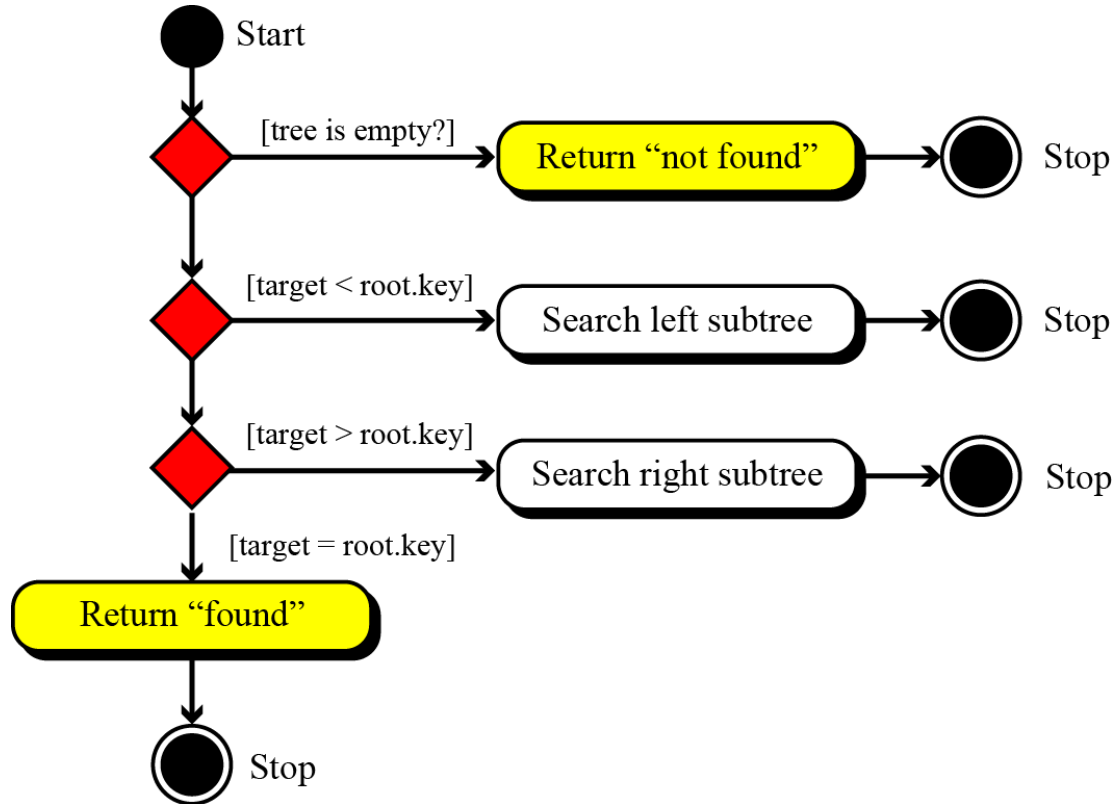 Start
[tree is empty?]
Return “not found”
Stop
[target < root.key]
Search left subtree
Stop
[target > root.key]
Search right subtree
Stop
[target = root.key]
Return “found”
Stop